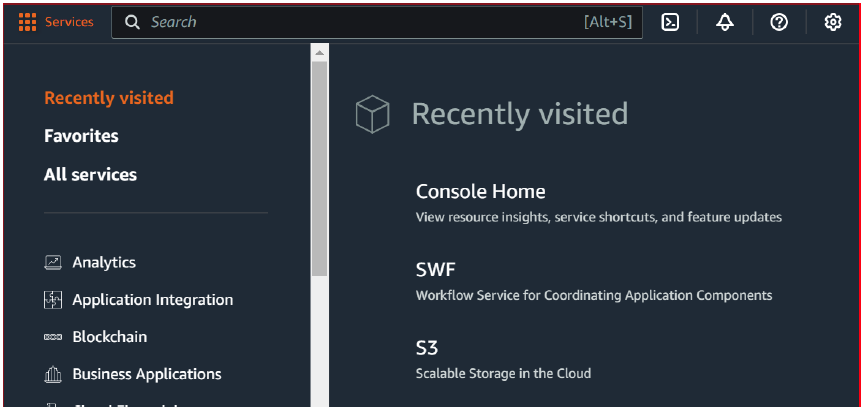 Services
Search [Alt+S]
Recently visited
Favorites
All services
Analytics
Application Integration
Blockchain
Business Applications
Recently visited
Console Home
View resource insights, service shortcuts, and feature updates
SWF
Workflow Service for Coordinating Application Components
S3
Scalable Storage in the Cloud